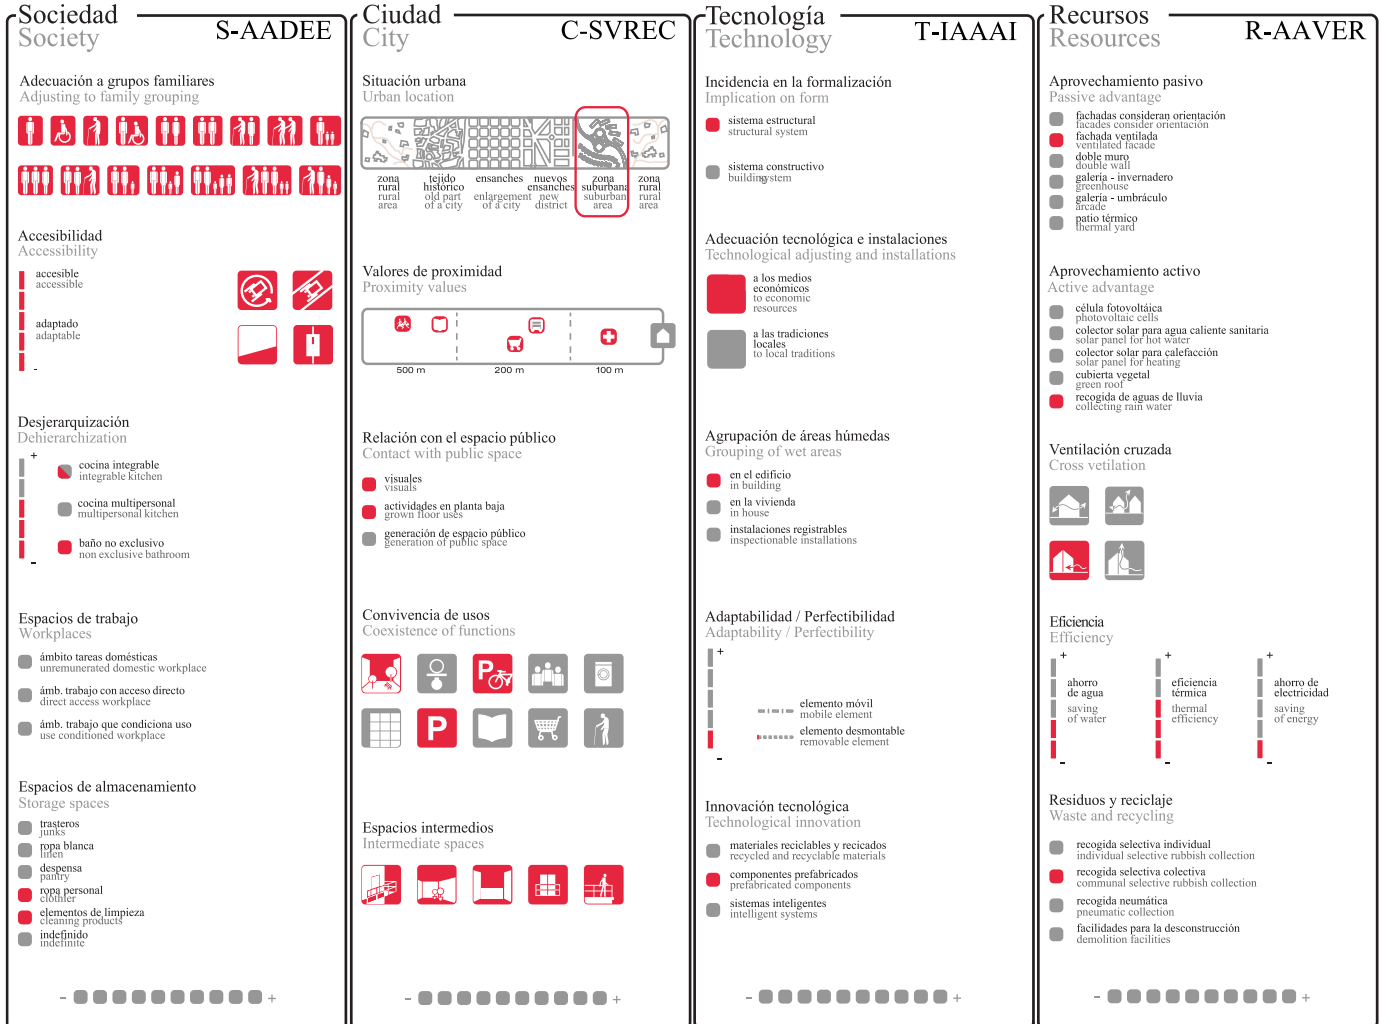 Sociedad
Society
S-AADEE
Adecuación a grupos familiares
Adjusting to family grouping
Accesibilidad
Accessibility
accesible
accessible
adaptado
adaptable
-
Desjerarquización
Dehierarchization
+
cocina integrable
integrable kitchen
cocina multipersonal
multipersonal kitchen
baño no exclusivo
non exclusive bathroom
-
Espacios de trabajo
Workplaces
ámbito tareas domésticas
unremunerated domestic workplace
ámb. trabajo con acceso directo
direct access workplace
ámb. trabajo que condiciona uso
use conditioned workplace
Espacios de almacenamiento
Storage spaces
trasteros
junks
ropa blanca
linen
despensa
pantry
ropa personal
clothier
elementos de limpieza
cleaning products
indefinido
indefinite
- +
Ciudad
City
C-SVREC
Situación urbana
Urban location
zona
rural
rural
area
tejido
histórico
old part
of a city
ensanches
enlargement
of a city
nuevos
ensanches
new
district
zona
suburbana
suburban
area
zona
rural
rural
area
Valores de proximidad
Proximity values
500 m
200 m
100 m
Relación con el espacio público
Contact with public space
visuales
visuals
actividades en planta baja
grown floor uses
generación de espacio público
generation of public space
Convivencia de usos
Coexistence of functions
P
P
Espacios intermedios
Intermediate spaces
- +
Tecnología
Technology
T-IAAAI
Incidencia en la formalización
Implication on form
sistema estructural
structural system
sistema constructivo
building system
Adecuación tecnológica e instalaciones
Technological adjusting and installations
a los medios
económicos
to economic
resources
a las tradiciones
locales
to local traditions
Agrupación de áreas húmedas
Grouping of wet areas
en el edificio
in building
en la vivienda
in house
instalaciones registrables
inspectionable installations
Adaptabilidad / Perfectibilidad
Adaptability / Perfectibility
+
elemento móvil
mobile element
elemento desmontable
removable element
-
Innovación tecnológica
Technological innovation
materiales reciclables y recicados
recycled and recyclable materials
componentes prefabricados
prefabricated components
sistemas inteligentes
intelligent systems
- +
Recursos
Resources
R-AAVER
Aprovechamiento pasivo
Passive advantage
fachadas consideran orientación
facades consider orientación
fachada ventilada
ventilated facade
doble muro
double wall
galería - invernadero
greenhouse
galería - umbráculo
arcade
patio térmico
thermal yard
Aprovechamiento activo
Active advantage
célula fotovoltáica
photovoltaic cells
colector solar para agua caliente sanitaria
solar panel for hot water
colector solar para calefacción
solar panel for heating
cubierta vegetal
green roof
recogida de aguas de lluvia
collecting rain water
Ventilación cruzada
Cross vetilation
Eficiencia
Efficiency
+
ahorro
de agua
saving
of water
-
+
eficiencia
térmica
thermal
efficiency
-
+
ahorro de
electricidad
saving
of energy
-
Residuos y reciclaje
Waste and recycling
recogida selectiva individual
individual selective rubbish collection
recogida selectiva colectiva
communal selective rubbish collection
recogida neumática
pneumatic collection
facilidades para la desconstrucción
demolition facilities
- +